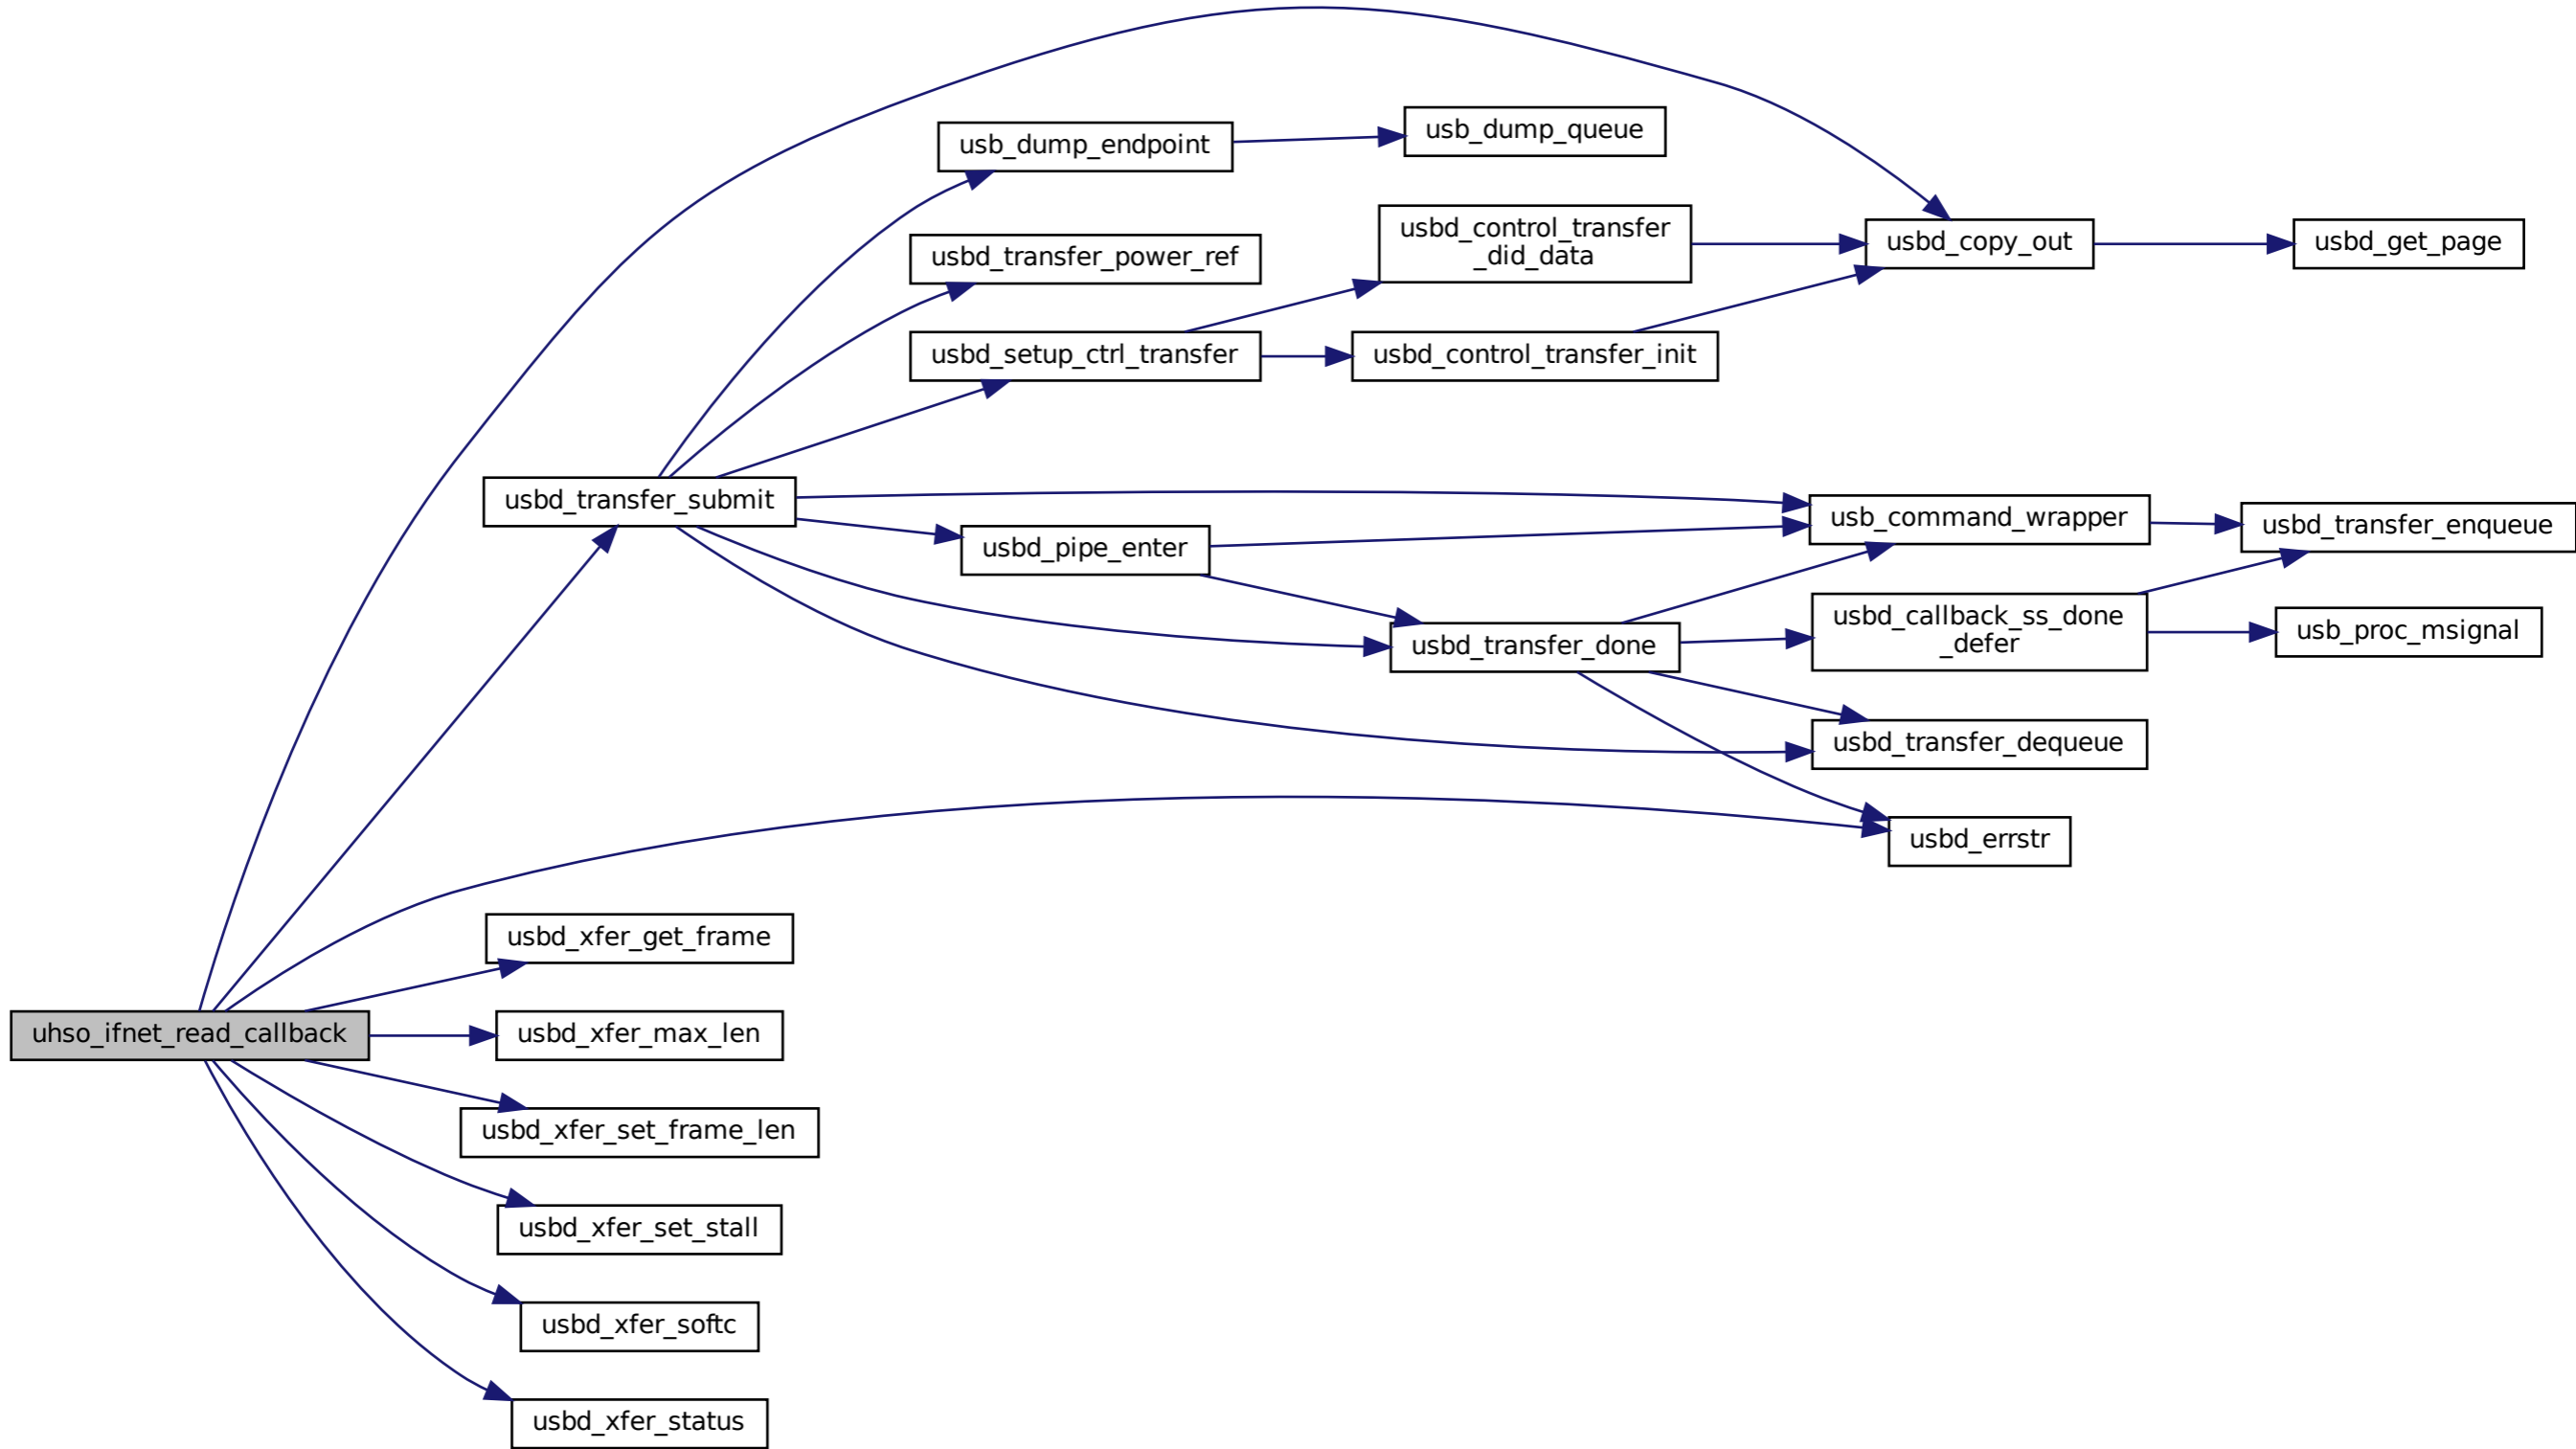 usb_dump_endpoint
usb_dump_queue
usbd_transfer_power_ref
usbd_control_transfer
_did_data
usbd_copy_out
usbd_get_page
usbd_setup_ctrl_transfer
usbd_control_transfer_init
usbd_transfer_submit
usbd_pipe_enter
usb_command_wrapper
usbd_transfer_enqueue
usbd_transfer_done
usbd_callback_ss_done
_defer
usb_proc_msignal
usbd_transfer_dequeue
usbd_errstr
usbd_xfer_get_frame
uhso_ifnet_read_callback
usbd_xfer_max_len
usbd_xfer_set_frame_len
usbd_xfer_set_stall
usbd_xfer_softc
usbd_xfer_status